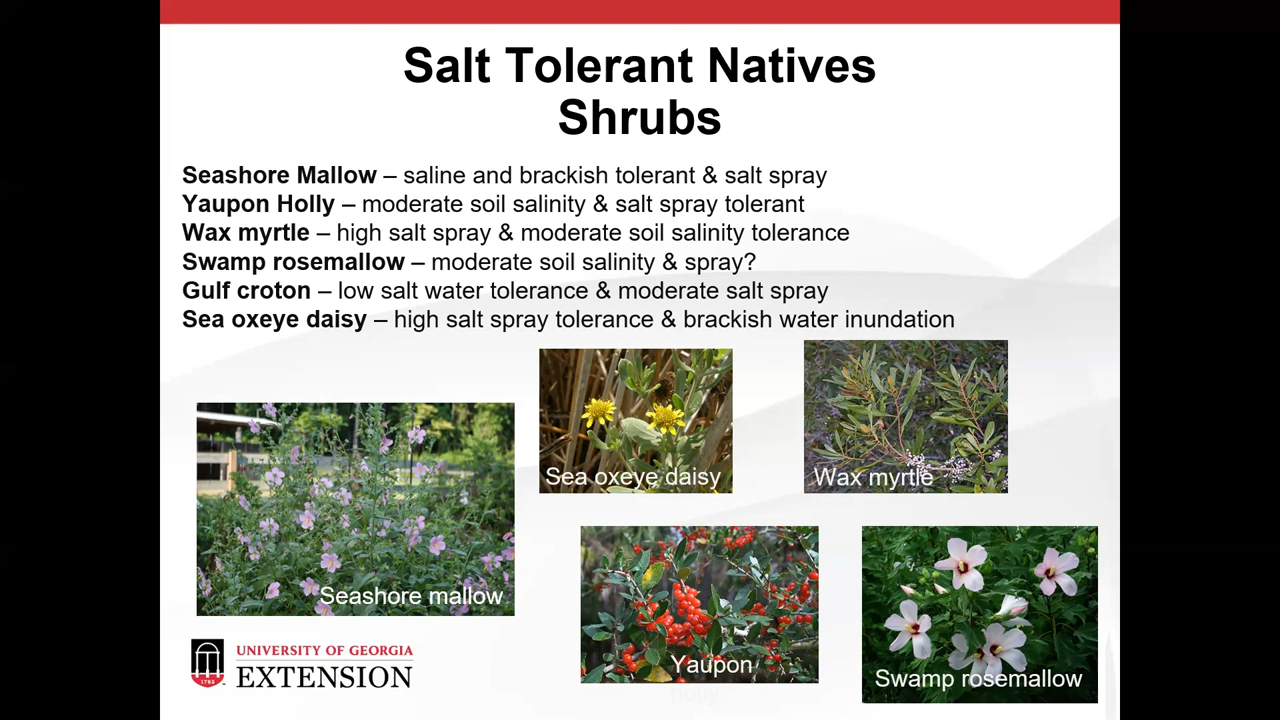 Salt Tolerant Natives
Shrubs
Seashore Mallow – saline and brackish tolerant & salt spray
Yaupon Holly – moderate soil salinity & salt spray tolerant
Wax myrtle – high salt spray & moderate soil salinity tolerance
Swamp rosemallow – moderate soil salinity & spray?
Gulf croton – low salt water tolerance & moderate salt spray
Sea oxeye daisy – high salt spray tolerance & brackish water inundation
Sea oxeye daisy
Wax myrtle
Seashore mallow
Yaupon
holly
Swamp rosemallow
1785
UNIVERSITY OF GEORGIA
EXTENSION